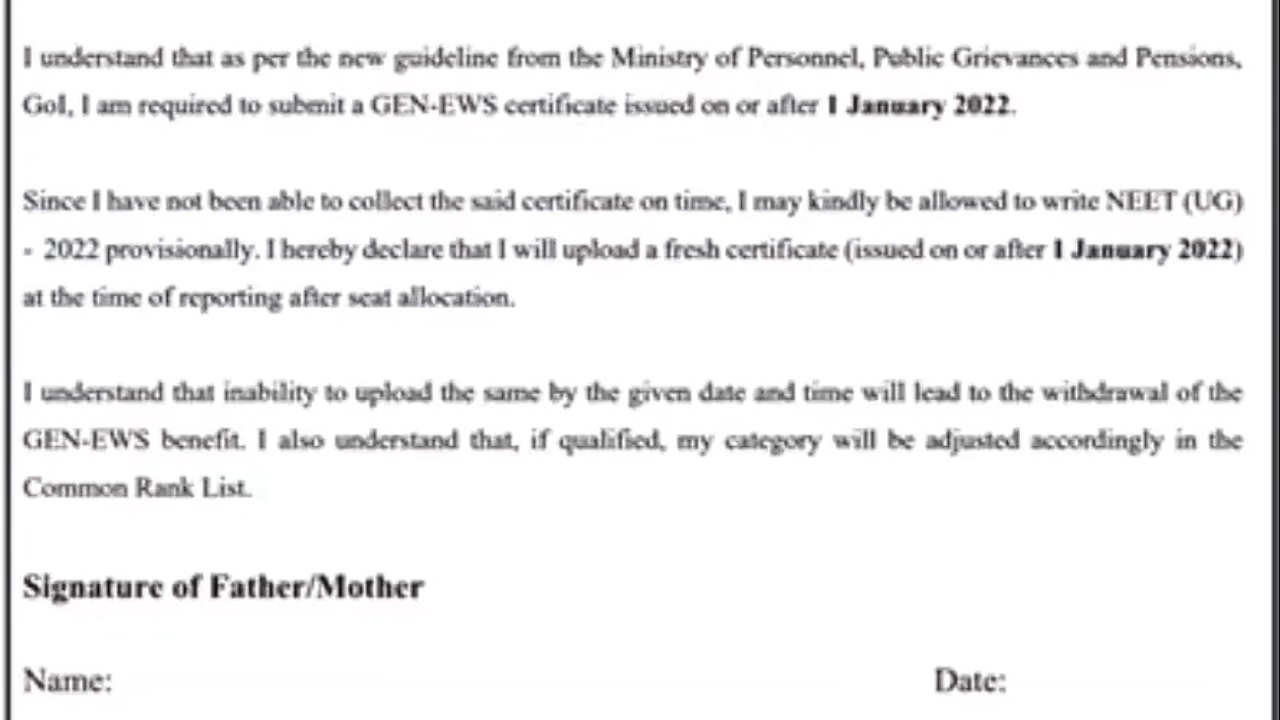 I understand that as per the new guideline from the Ministry of Personnel, Public Grievances and Pensions,
GoI, I am required to submit a GEN-EWS certificate issued on or after 1 January 2022.
Since I have not been able to collect the said certificate on time, I may kindly be allowed to write NEET (UG)
- 2022 provisionally. I hereby declare that I will upload a fresh certificate (issued on or after 1 January 2022)
at the time of reporting after seat allocation.
I understand that inability to upload the same by the given date and time will lead to the withdrawal of the
GEN-EWS benefit. I also understand that, if qualified, my category will be adjusted accordingly in the
Common Rank List.
Signature of Father/Mother
Name: Date: